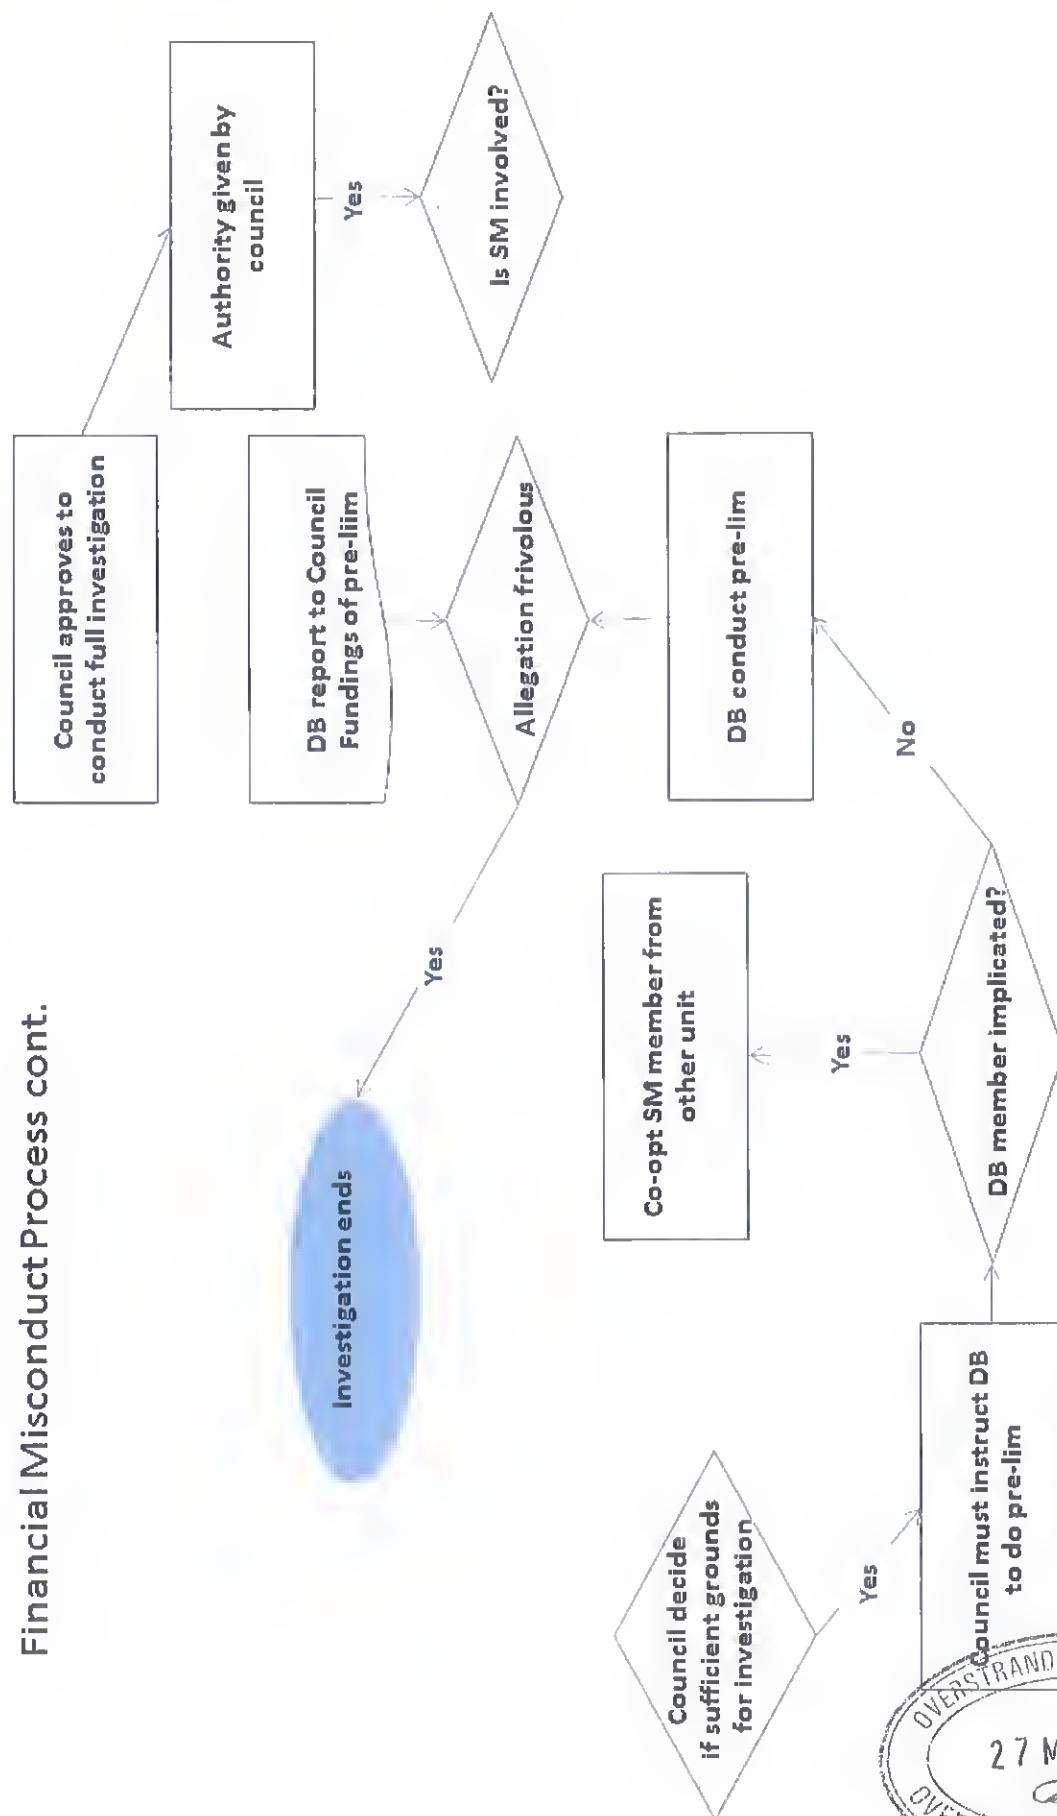 Financial Misconduct Process cont.
Council approves to
conduct full investigation
Authority given by
council
Yes
Is SM involved?
DB report to Council
Fundings of pre-liim
Allegation frivolous
Yes
Investigation ends
DB conduct pre-lim
No
Co-opt SM member from
other unit
Yes
DB member implicated?
Council decide
if sufficient grounds
for investigation
Yes
Council must instruct DB
to do pre-lim
OVERSTRAND
27 M